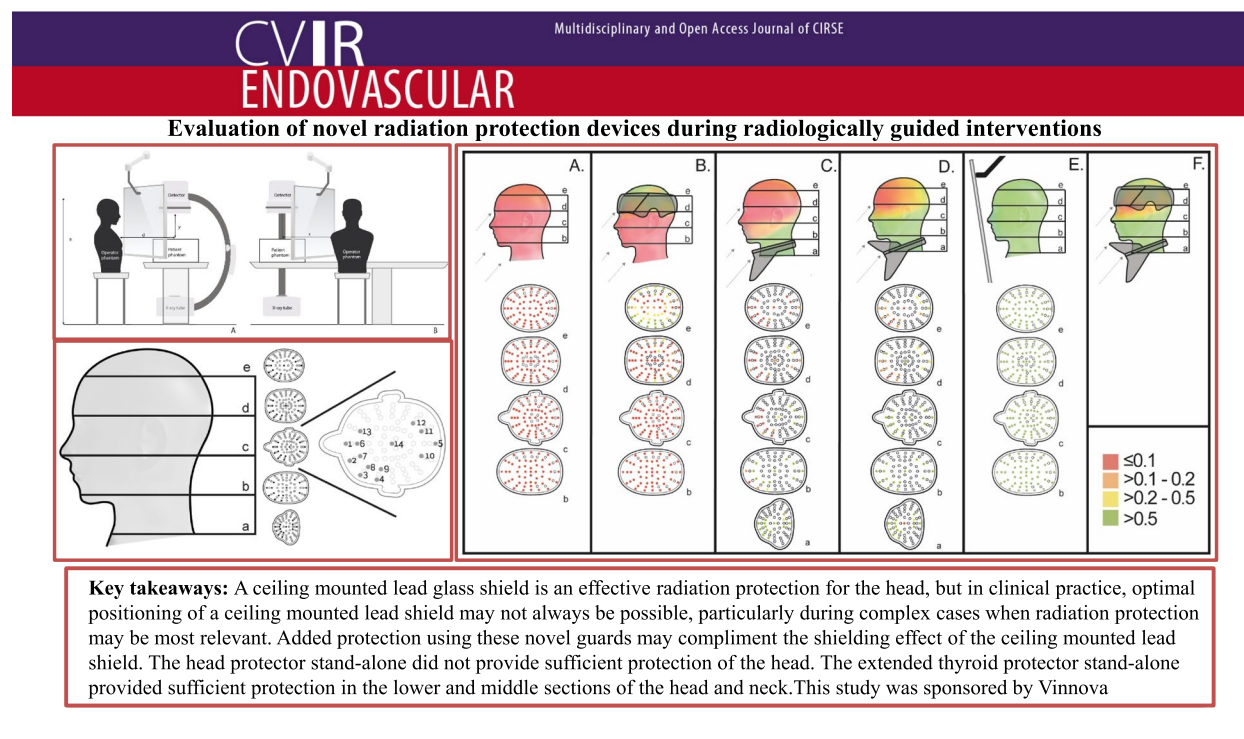 CVIR
ENDOVASCULAR
Multidisciplinary and Open Access Journal of CIRSE
Evaluation of novel radiation protection devices during radiologically guided interventions
Detector
Operator phantom
Patient phantom
X-ray tube
x
d
y
A
Detector
Patient phantom
Operator phantom
X-ray tube
B
e
d
c
b
a
12
13
11
1
6
14
5
7
10
2
8
9
3
4
A.
e
d
c
b
e
d
c
b
B.
e
d
c
b
e
d
c
b
C.
e
d
c
b
a
e
d
c
b
a
D.
e
d
c
b
a
e
d
c
b
a
E.
e
d
c
b
e
d
c
b
F.
e
d
c
b
a
≤0.1
>0.1 - 0.2
>0.2 - 0.5
>0.5
Key takeaways: A ceiling mounted lead glass shield is an effective radiation protection for the head, but in clinical practice, optimal
positioning of a ceiling mounted lead shield may not always be possible, particularly during complex cases when radiation protection
may be most relevant. Added protection using these novel guards may compliment the shielding effect of the ceiling mounted lead
shield. The head protector stand-alone did not provide sufficient protection of the head. The extended thyroid protector stand-alone
provided sufficient protection in the lower and middle sections of the head and neck.This study was sponsored by Vinnova